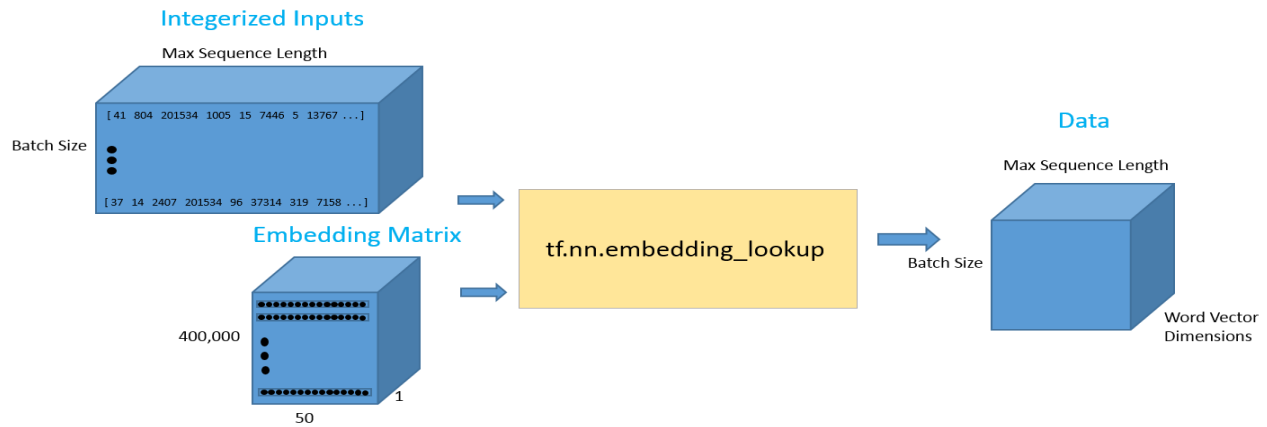 Integerized Inputs
Max Sequence Length
[ 41 804 201534 1005 15 7446 5 13767 ...]
Batch Size
[ 37 14 2407 201534 96 37314 319 7158 ...]
Embedding Matrix
400,000
50
1
tf.nn.embedding_lookup
Data
Max Sequence Length
Batch Size
Word Vector
Dimensions